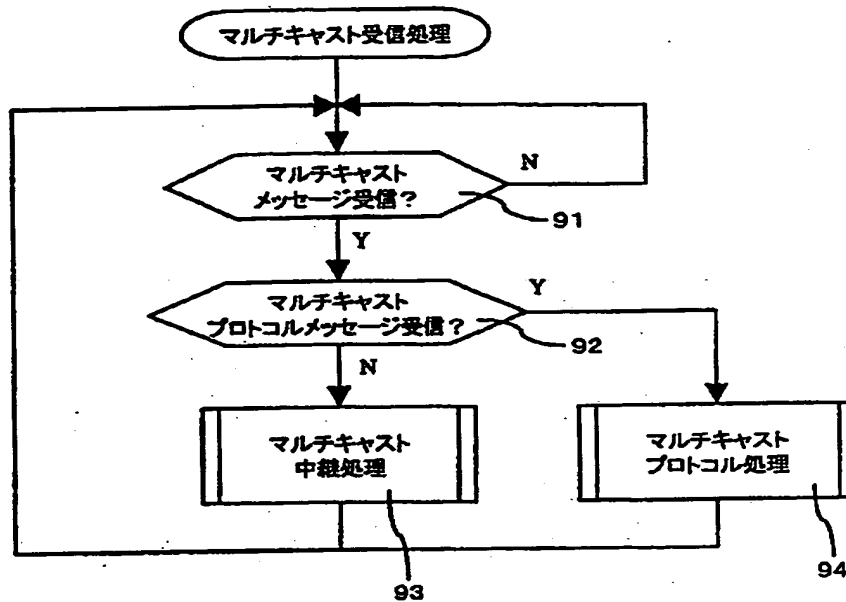 マルチキャスト受信処理
マルチキャスト
メッセージ受信?
N
91
Y
マルチキャスト
プロトコルメッセージ受信?
Y
92
N
マルチキャスト
中継処理
マルチキャスト
プロトコル処理
93
94